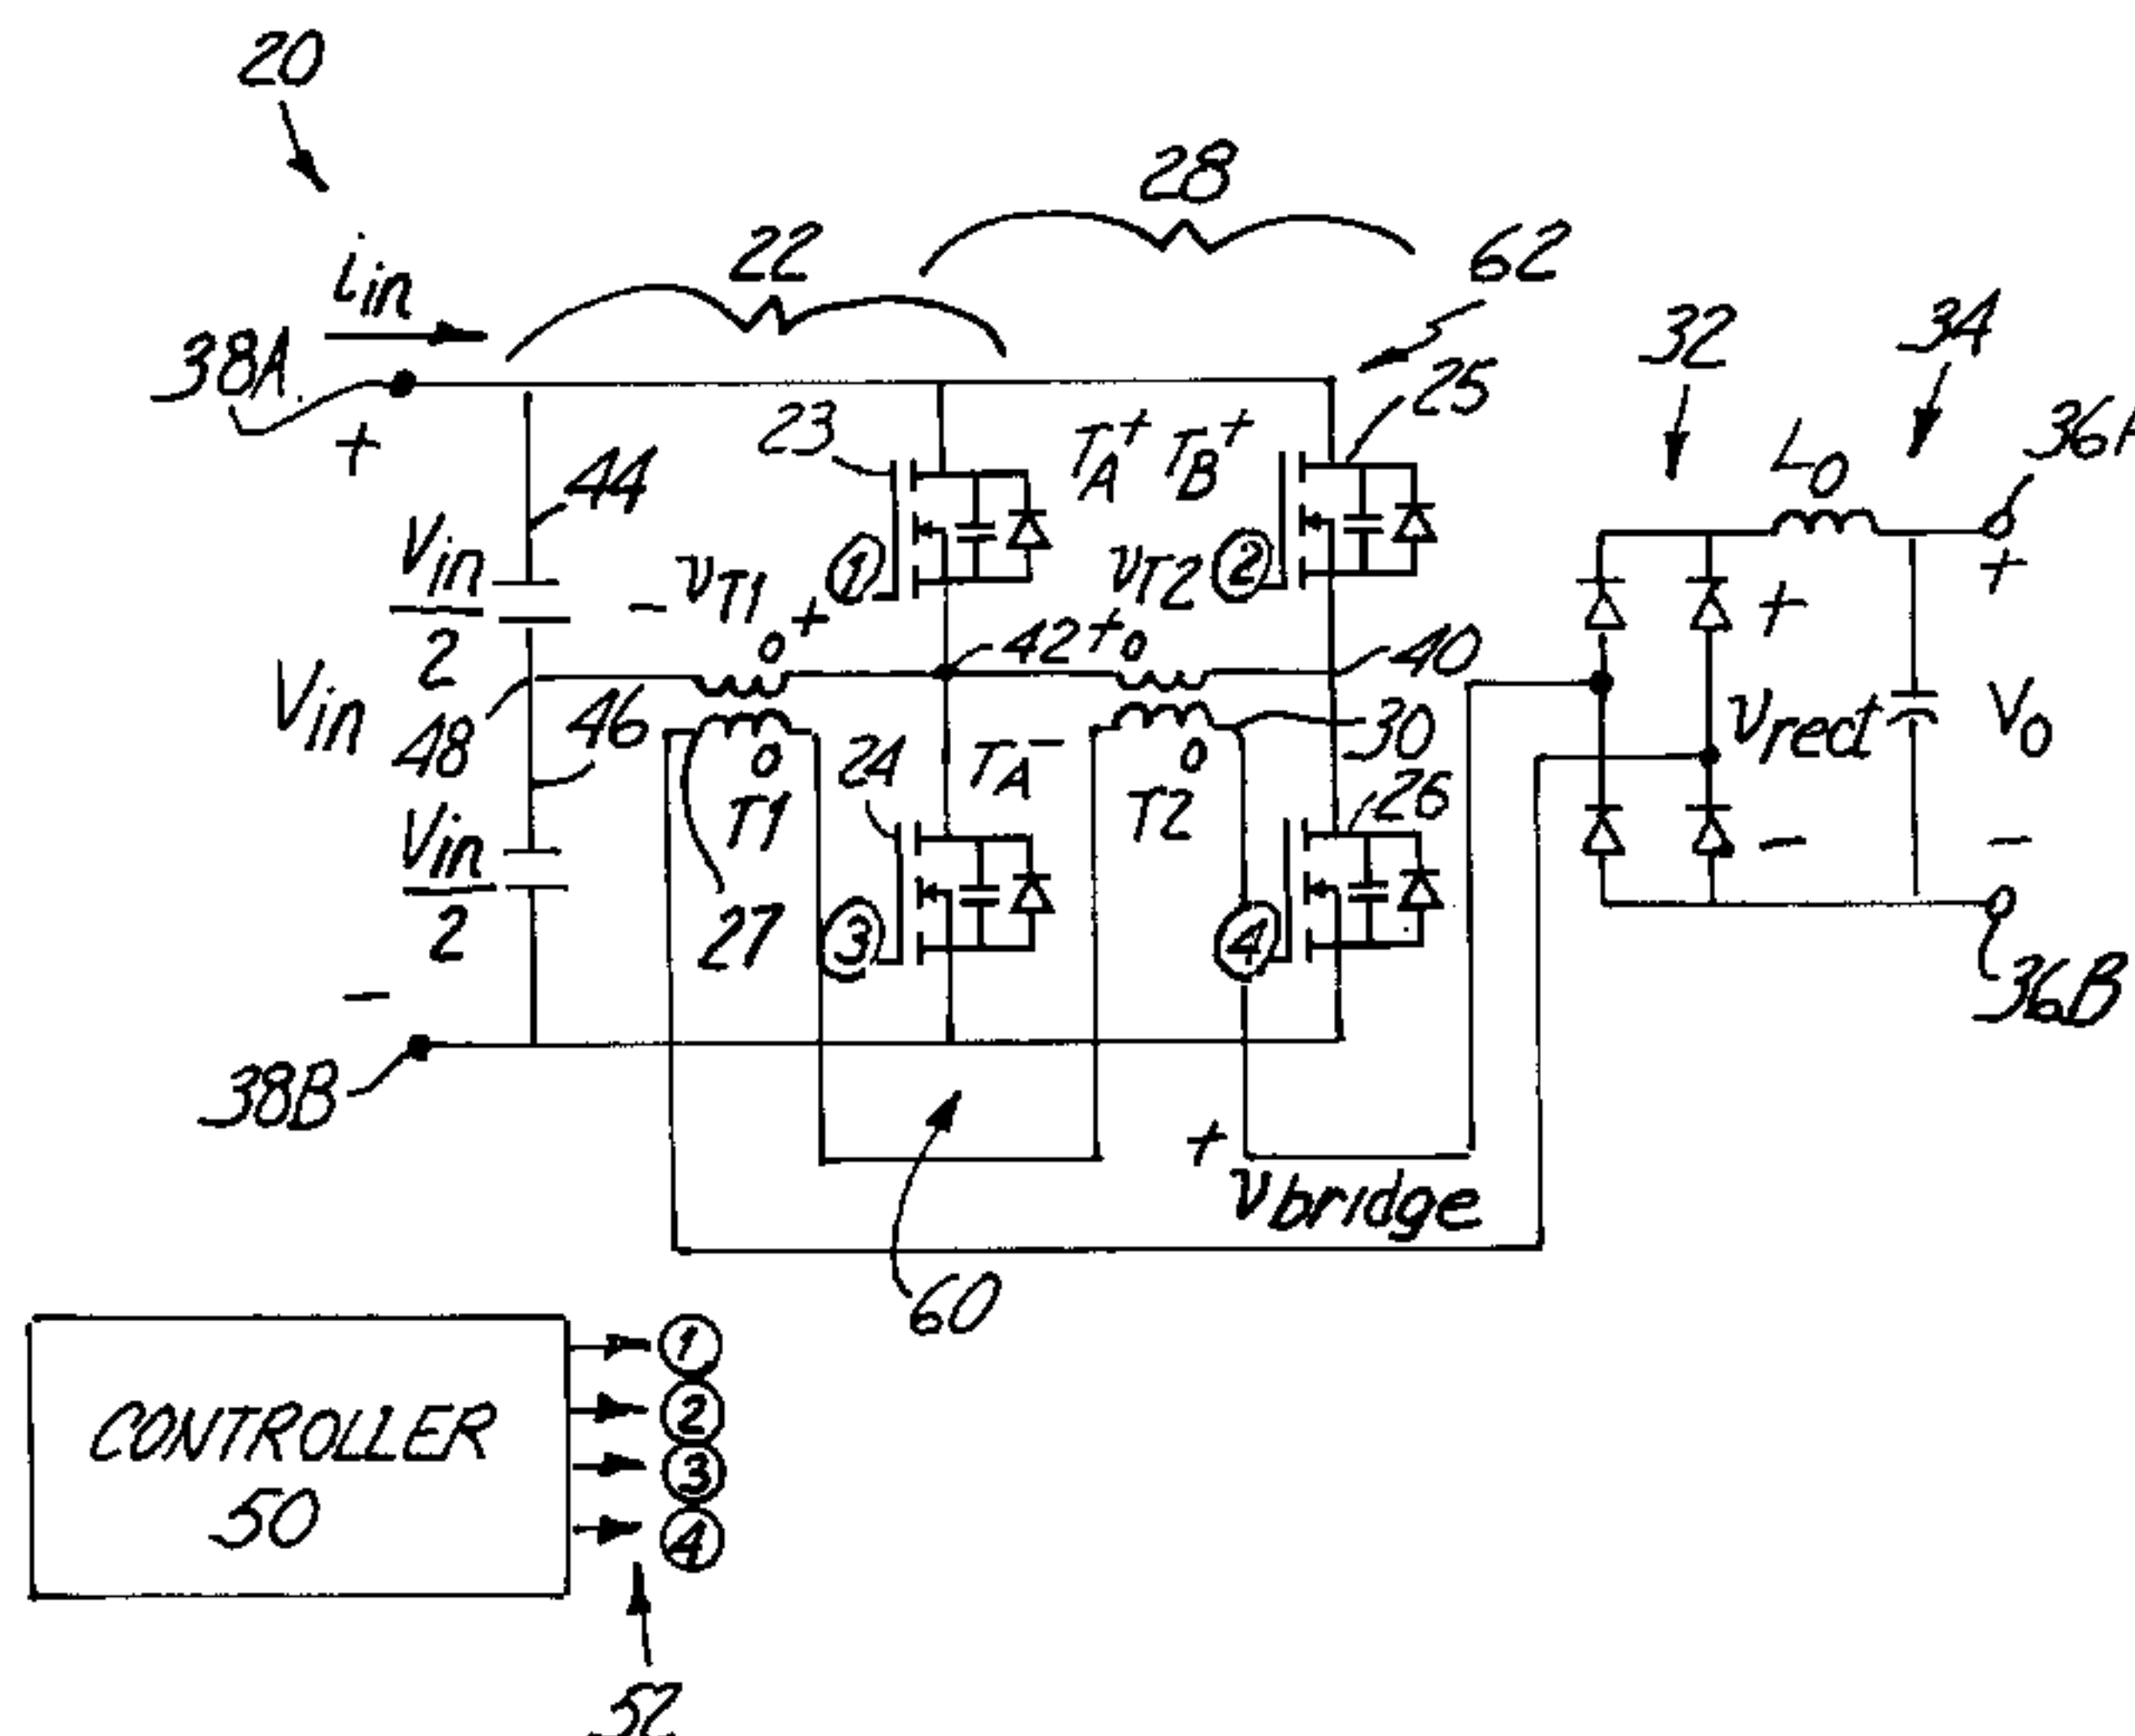 20
28
22
62
iin
32
34
38A
+
23
TA+ TB+
25
Lo
36A
44
Vin
2
1
vT2
2
+
- vT1 +
42 +
40
+
Vin
48
46
30
vrect
Vo
24
TA-
T1
T2
26
Vin
2
27
3
4
-
-
-
36B
38B
60
+
vbridge
CONTROLLER
50
1
2
3
4
52